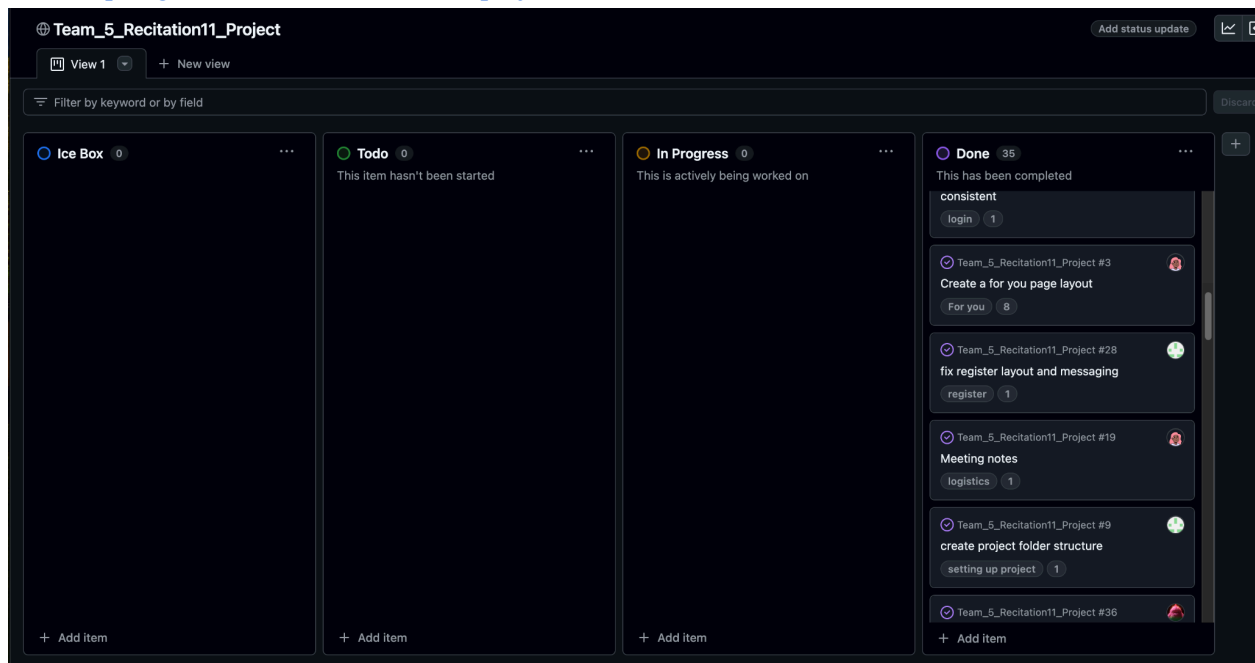 Team_5_Recitation11_Project
Add status update
View 1
+ New view
Filter by keyword or by field
Discard
Ice Box 0 ...
Todo 0 ...
This item hasn't been started
In Progress 0 ...
This is actively being worked on
Done 35 ...
This has been completed
consistent
login 1
Team_5_Recitation11_Project #3
Create a for you page layout
For you 8
Team_5_Recitation11_Project #28
fix register layout and messaging
register 1
Team_5_Recitation11_Project #19
Meeting notes
logistics 1
Team_5_Recitation11_Project #9
create project folder structure
setting up project 1
Team_5_Recitation11_Project #36
+ Add item
+ Add item
+ Add item
+ Add item